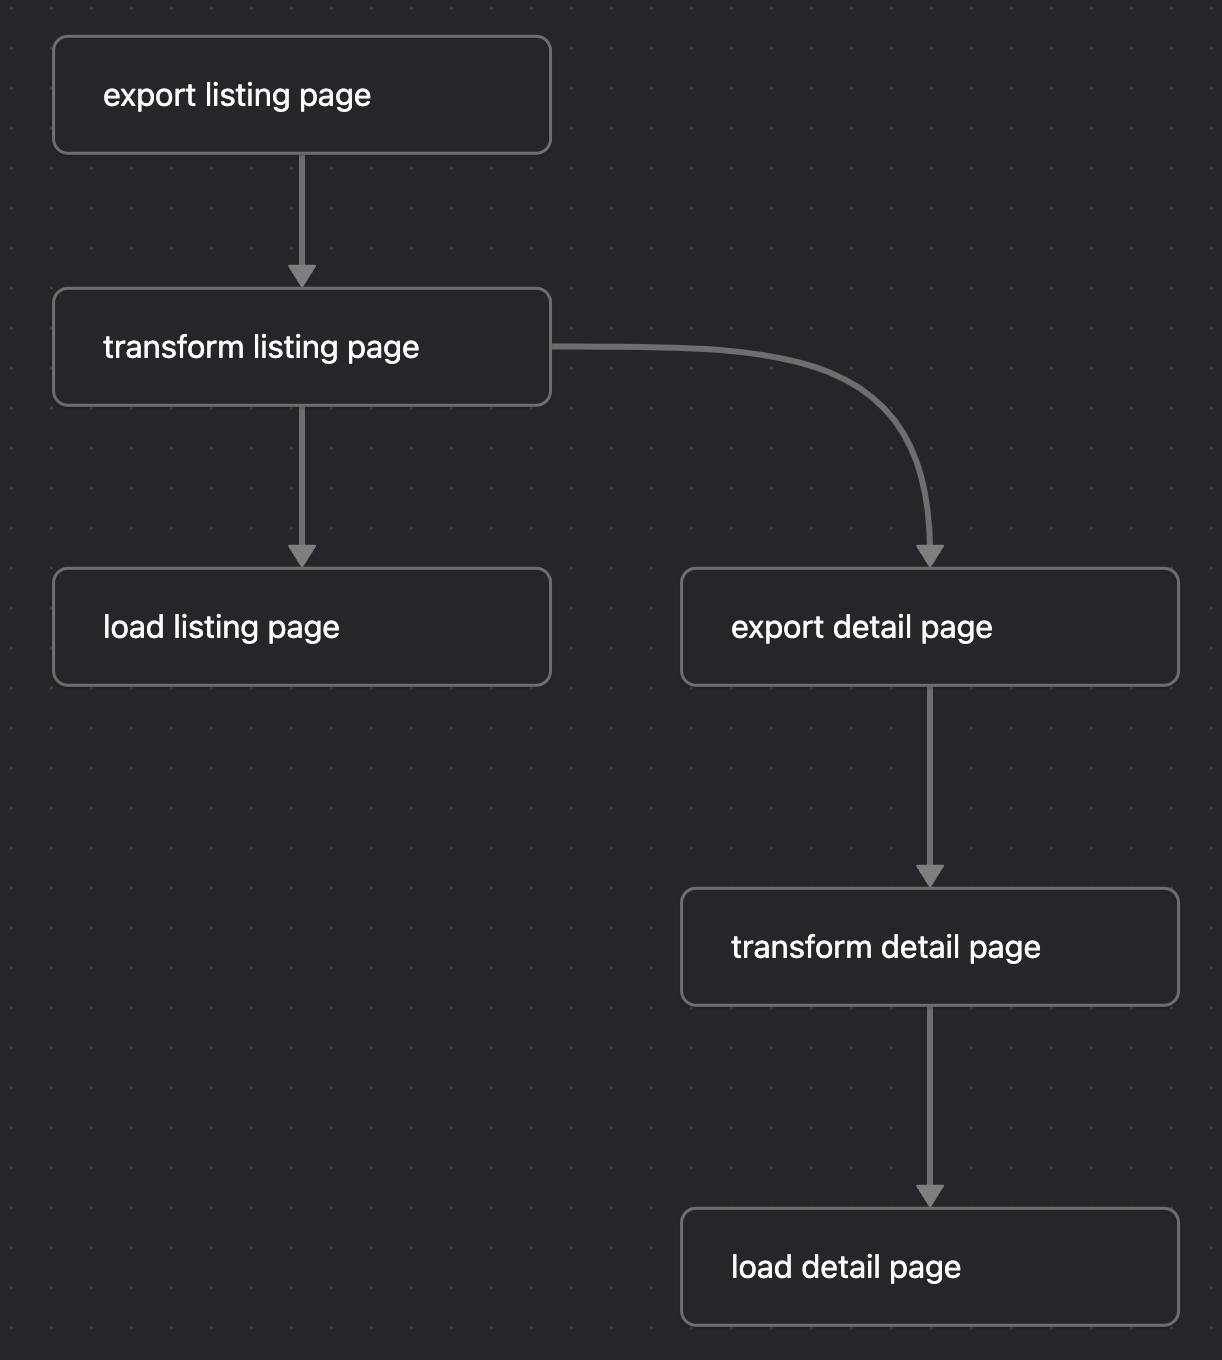 export listing page
transform listing page
load listing page
export detail page
transform detail page
load detail page